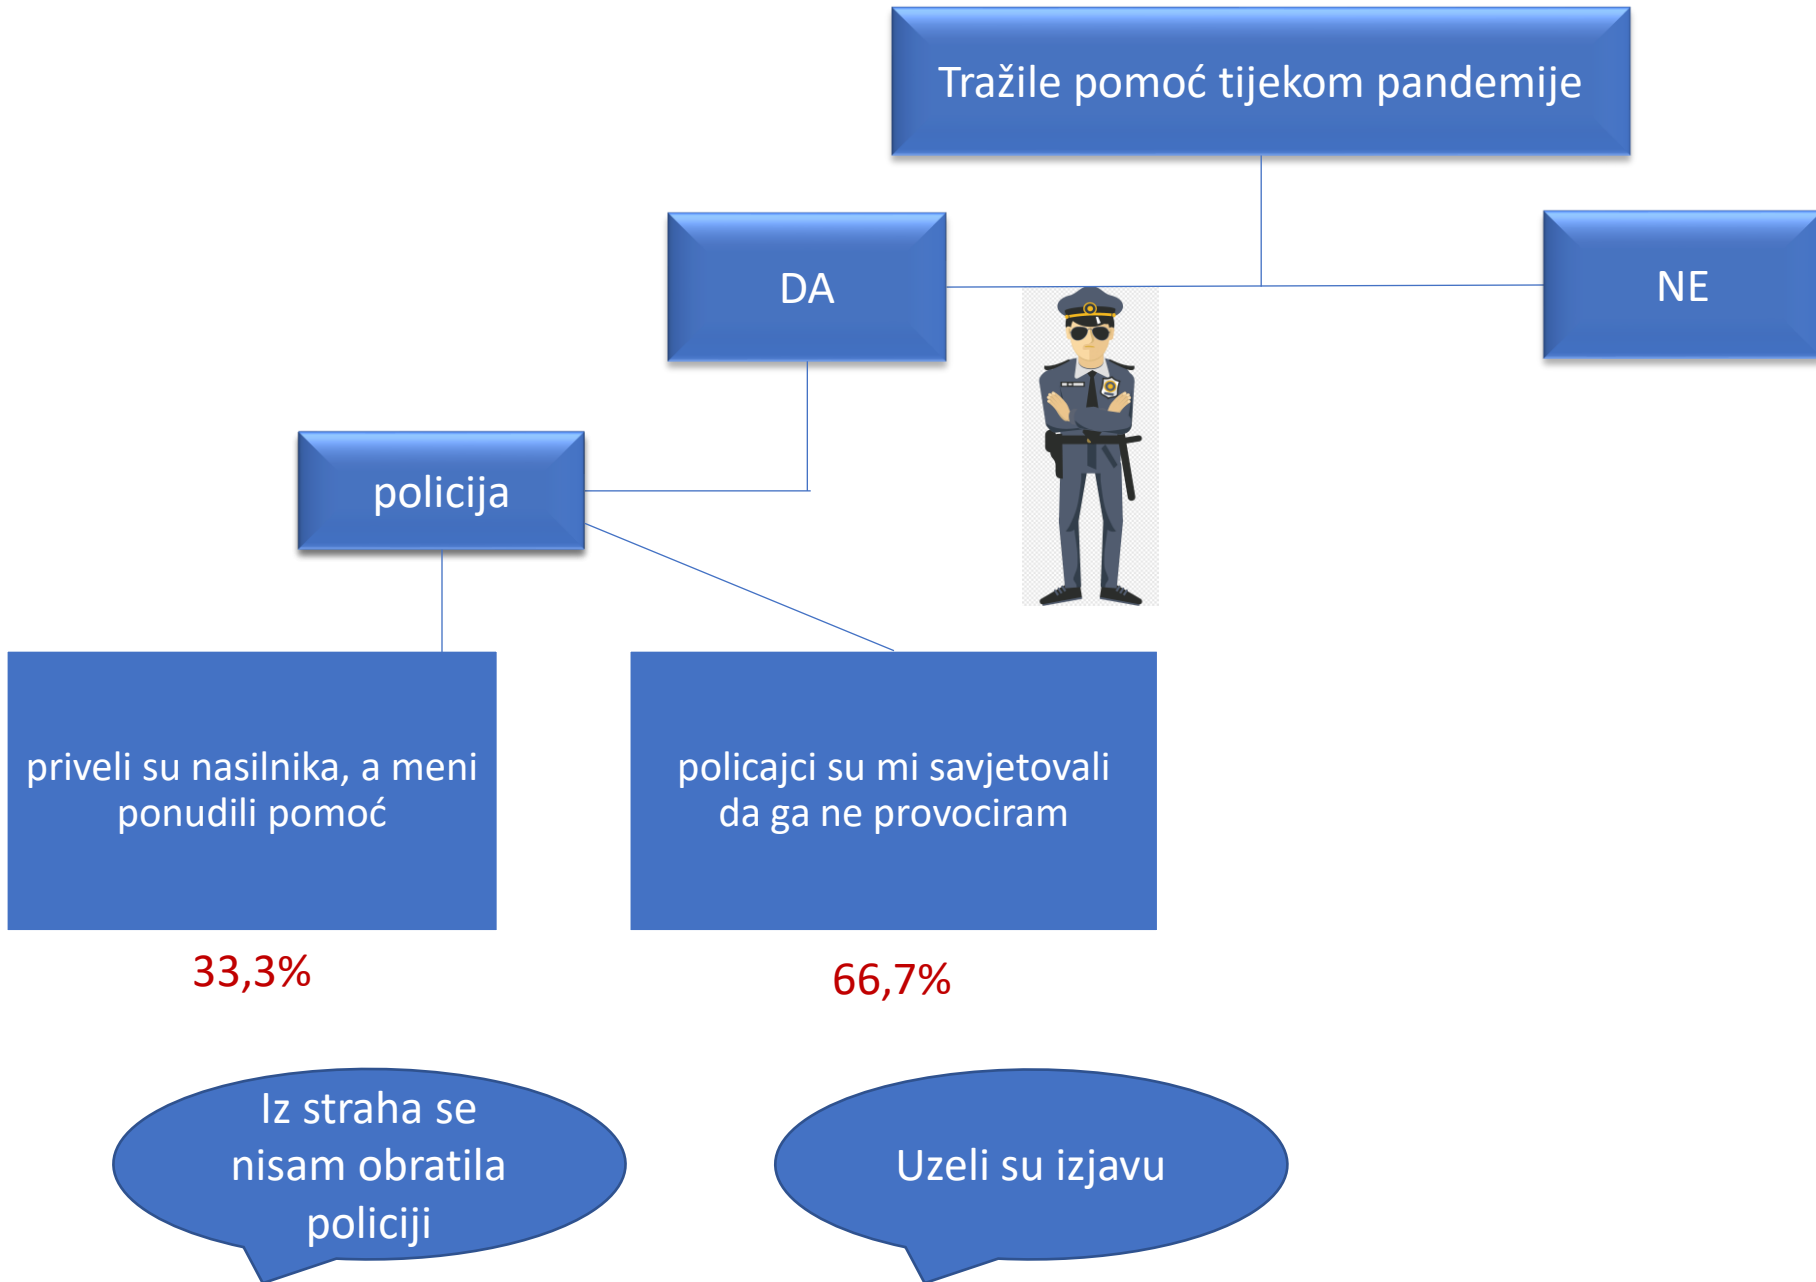 Tražile pomoć tijekom pandemije
DA
NE
policija
priveli su nasilnika, a meni
ponudili pomoć
policajci su mi savjetovali
da ga ne provociram
33,3%
66,7%
Iz straha se
nisam obratila
policiji
Uzeli su izjavu